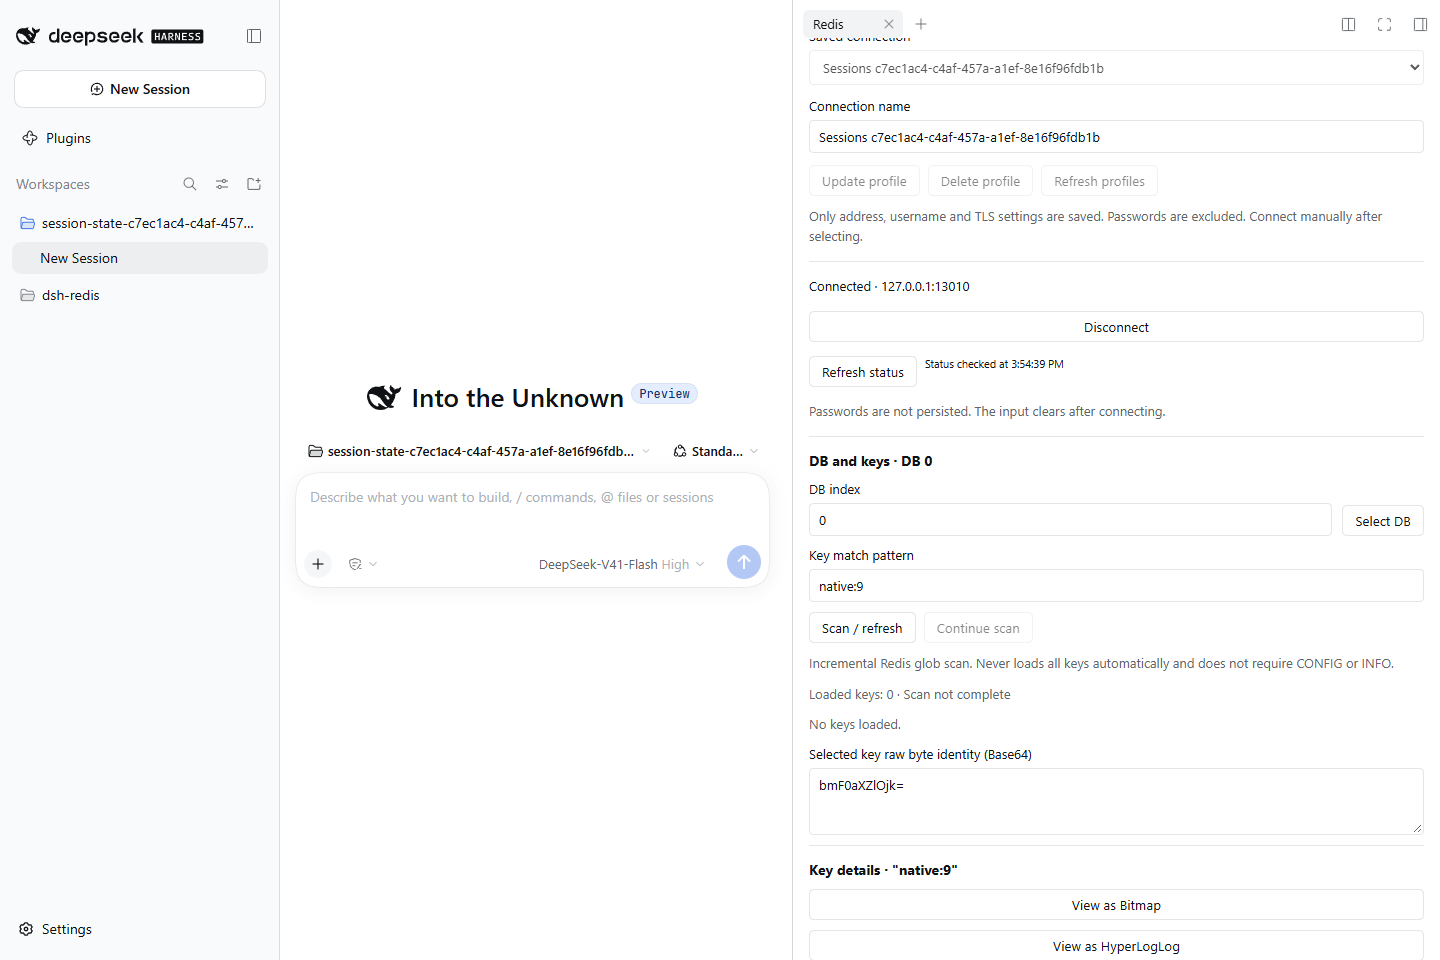 deepseek HARNESS
New Session
Plugins
Workspaces
session-state-c7ec1ac4-c4af-457...
New Session
dsh-redis
Settings
Into the Unknown Preview
session-state-c7ec1ac4-c4af-457a-a1ef-8e16f96fdb...
Standa...
Describe what you want to build, / commands, @ files or sessions
DeepSeek-V41-Flash High
Redis
Saved connection
Sessions c7ec1ac4-c4af-457a-a1ef-8e16f96fdb1b
Connection name
Sessions c7ec1ac4-c4af-457a-a1ef-8e16f96fdb1b
Update profile
Delete profile
Refresh profiles
Only address, username and TLS settings are saved. Passwords are excluded. Connect manually after
selecting.
Connected · 127.0.0.1:13010
Disconnect
Refresh status
Status checked at 3:54:39 PM
Passwords are not persisted. The input clears after connecting.
DB and keys · DB 0
DB index
0
Select DB
Key match pattern
native:9
Scan / refresh
Continue scan
Incremental Redis glob scan. Never loads all keys automatically and does not require CONFIG or INFO.
Loaded keys: 0 · Scan not complete
No keys loaded.
Selected key raw byte identity (Base64)
bmF0aXZlOjk=
Key details · "native:9"
View as Bitmap
View as HyperLogLog